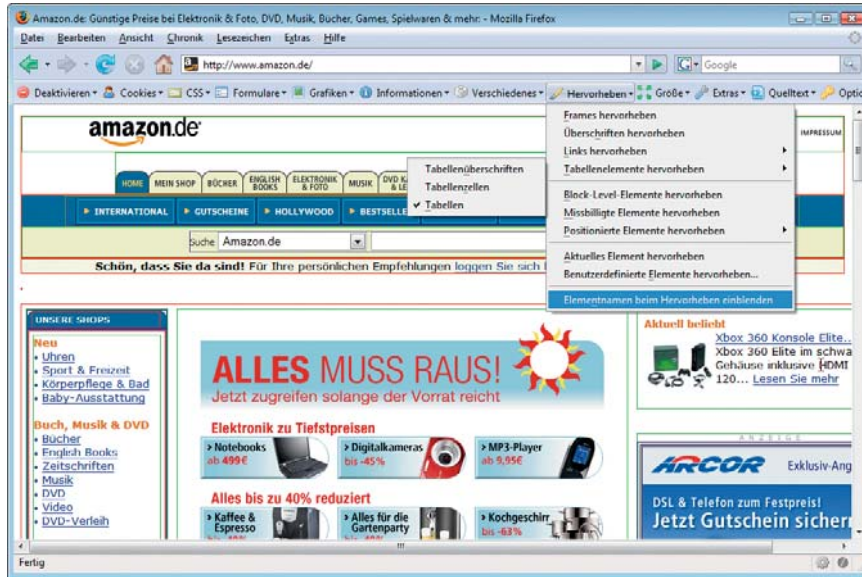 Amazon.de: Günstige Preise bei Elektronik & Foto, DVD, Musik, Bücher, Games, Spielwaren & mehr. - Mozilla Firefox
Datei Bearbeiten Ansicht Chronik Lesezeichen Extras Hilfe
http://www.amazon.de/
Google
Deaktivieren Cookies CSS Formulare Grafiken Informationen Verschiedenes Hervorheben Größe Extras Quelltext Optio
Frames hervorheben
Überschriften hervorheben
Links hervorheben
Tabellenelemente hervorheben
Block-Level-Elemente hervorheben
Missbilligte Elemente hervorheben
Positionierte Elemente hervorheben
Aktuelles Element hervorheben
Benutzerdefinierte Elemente hervorheben...
Elementnamen beim Hervorheben einblenden
Tabellenüberschriften
Tabellenzellen
Tabellen
amazon.de
IMPRESSUM
HOME MEIN SHOP BÜCHER ENGLISH BOOKS ELEKTRONIK & FOTO MUSIK DVD & LE
INTERNATIONAL GUTSCHEINE HOLLYWOOD BESTSELLE
Suche Amazon.de
Schön, dass Sie da sind! Für Ihre persönlichen Empfehlungen loggen Sie sich
UNSERE SHOPS
Neu
Uhren
Sport & Freizeit
Körperpflege & Bad
Baby-Ausstattung
Buch, Musik & DVD
Bücher
English Books
Zeitschriften
Musik
DVD
Video
DVD-Verleih
ALLES MUSS RAUS!
Jetzt zugreifen solange der Vorrat reicht
Elektronik zu Tiefstpreisen
Notebooks
ab 499€
Digitalkameras
bis -45%
MP3-Player
ab 9,95€
Alles bis zu 40% reduziert
Kaffee &
Espresso
Alles für die
Gartenparty
Kochgeschirr
bis -63%
Aktuell beliebt
Xbox 360 Konsole Elite...
Xbox 360 Elite im schwa
Gehäuse inklusive HDMI
120... Lesen Sie mehr
ANZEIGE
ARCOR Exklusiv-Ang
DSL & Telefon zum Festpreis!
Jetzt Gutschein sichern
Fertig